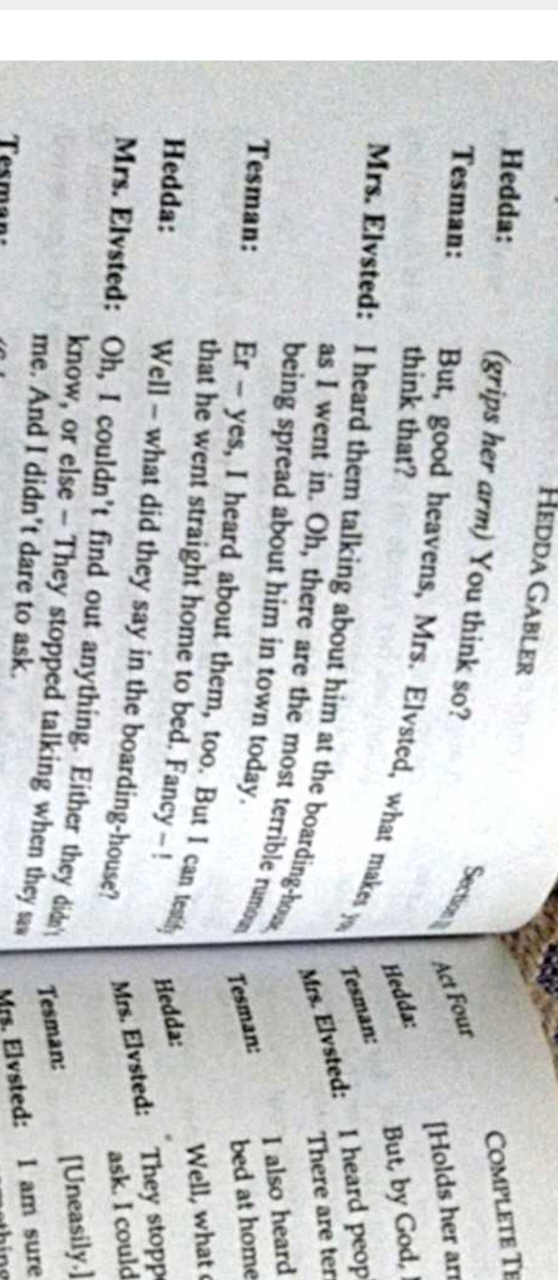 HEDDA GABLER
Hedda: (grips her arm) You think so?
Tesman: But, good heavens, Mrs. Elvsted, what makes
think that?
Mrs. Elvsted: I heard them talking about him at the boarding-house
as I went in. Oh, there are the most terrible rumours
being spread about him in town today.
Tesman: Er – yes, I heard about them, too. But I can testify
that he went straight home to bed. Fancy –!
Hedda: Well – what did they say in the boarding-house?
Mrs. Elvsted: Oh, I couldn't find out anything. Either they didn't
know, or else – They stopped talking when they saw
me. And I didn't dare to ask.
Tesman:
COMPLETE
Act Four
Hedda: [Holds her
Tesman: But, by God,
Mrs. Elvsted: I heard
There are
Tesman: I also heard
bed at home
Hedda: Well, what
Mrs. Elvsted: They
ask. I could
Tesman: [Uneasily.]
Mrs. Elvsted: I am sure